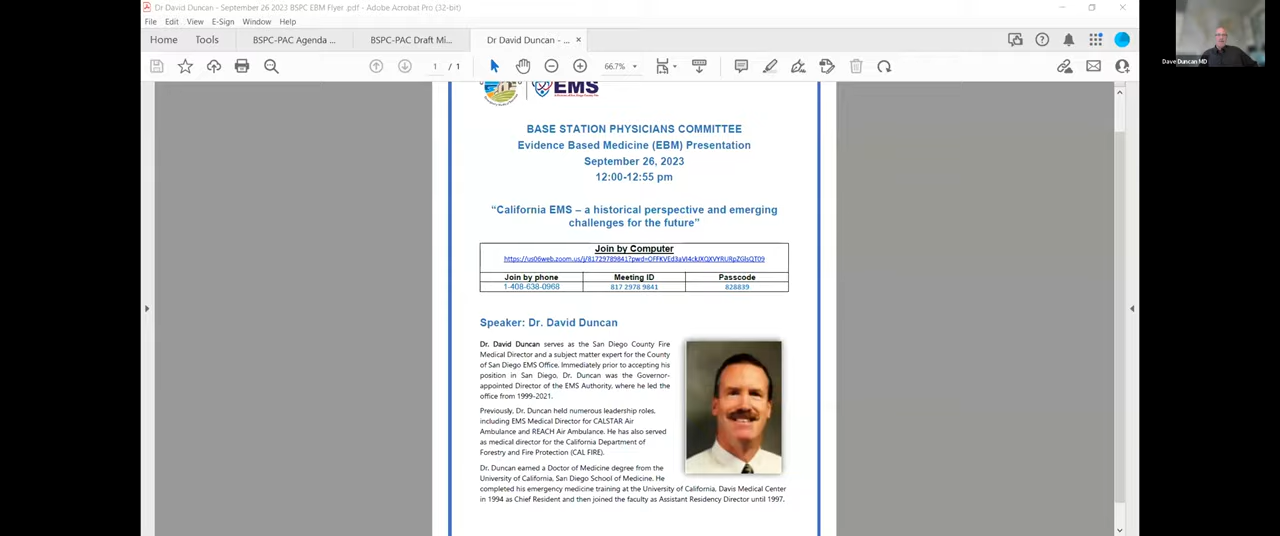 Dr David Duncan - September 26 2023 BSPC EBM Flyer .pdf - Adobe Acrobat Pro (32-bit)
File Edit View E-Sign Window Help
Home Tools BSPC-PAC Agenda ... BSPC-PAC Draft Mi... Dr David Duncan - ... ×
1 / 1 66.7%
Dave Duncan MD
EMS
BASE STATION PHYSICIANS COMMITTEE
Evidence Based Medicine (EBM) Presentation
September 26, 2023
12:00-12:55 pm
“California EMS – a historical perspective and emerging
challenges for the future”
Join by Computer
Join by phone Meeting ID Passcode
1-408-638-0968 817 2978 9841 828839
Speaker: Dr. David Duncan
Dr. David Duncan serves as the San Diego County Fire
Medical Director and a subject matter expert for the County
of San Diego EMS Office. Immediately prior to accepting his
position in San Diego, Dr. Duncan was the Governor-
appointed Director of the EMS Authority, where he led the
office from 1999-2021.
Previously, Dr. Duncan held numerous leadership roles,
including EMS Medical Director for CALSTAR Air
Ambulance and REACH Air Ambulance. He has also served
as medical director for the California Department of
Forestry and Fire Protection (CAL FIRE).
Dr. Duncan earned a Doctor of Medicine degree from the
University of California, San Diego School of Medicine. He
completed his emergency medicine training at the University of California, Davis Medical Center
in 1994 as Chief Resident and then joined the faculty as Assistant Residency Director until 1997.